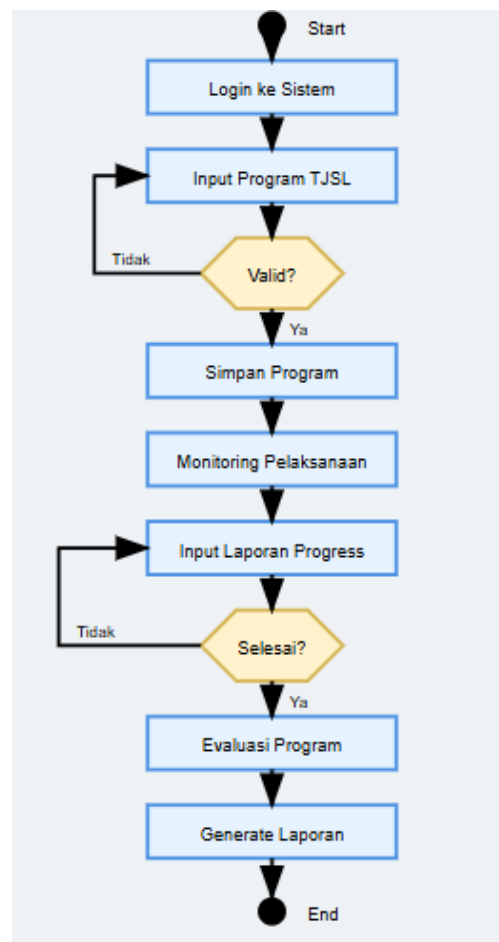 Start
Login ke Sistem
Input Program TJSL
Tidak
Valid?
Ya
Simpan Program
Monitoring Pelaksanaan
Input Laporan Progress
Tidak
Selesai?
Ya
Evaluasi Program
Generate Laporan
End